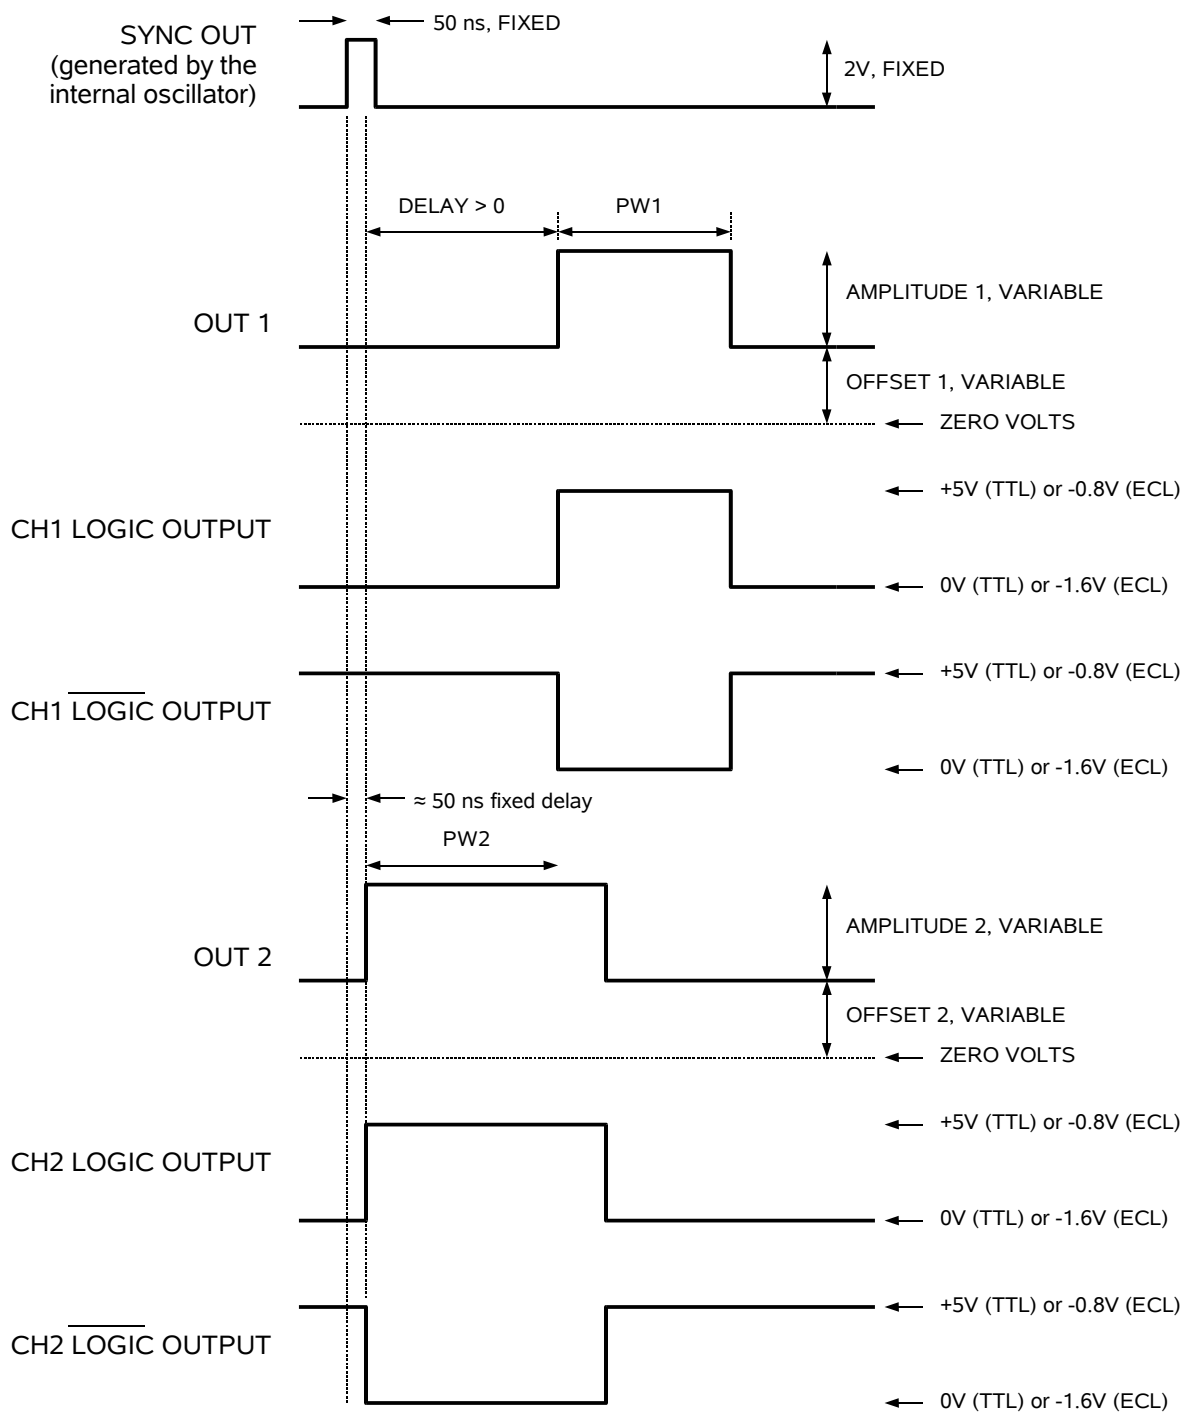 50 ns, FIXED
SYNC OUT
(generated by the
internal oscillator)
2V, FIXED
DELAY > 0
PW1
AMPLITUDE 1, VARIABLE
OUT 1
OFFSET 1, VARIABLE
ZERO VOLTS
+5V (TTL) or -0.8V (ECL)
CH1 LOGIC OUTPUT
0V (TTL) or -1.6V (ECL)
+5V (TTL) or -0.8V (ECL)
CH1 LOGIC OUTPUT
0V (TTL) or -1.6V (ECL)
≈ 50 ns fixed delay
PW2
AMPLITUDE 2, VARIABLE
OUT 2
OFFSET 2, VARIABLE
ZERO VOLTS
+5V (TTL) or -0.8V (ECL)
CH2 LOGIC OUTPUT
0V (TTL) or -1.6V (ECL)
+5V (TTL) or -0.8V (ECL)
CH2 LOGIC OUTPUT
0V (TTL) or -1.6V (ECL)